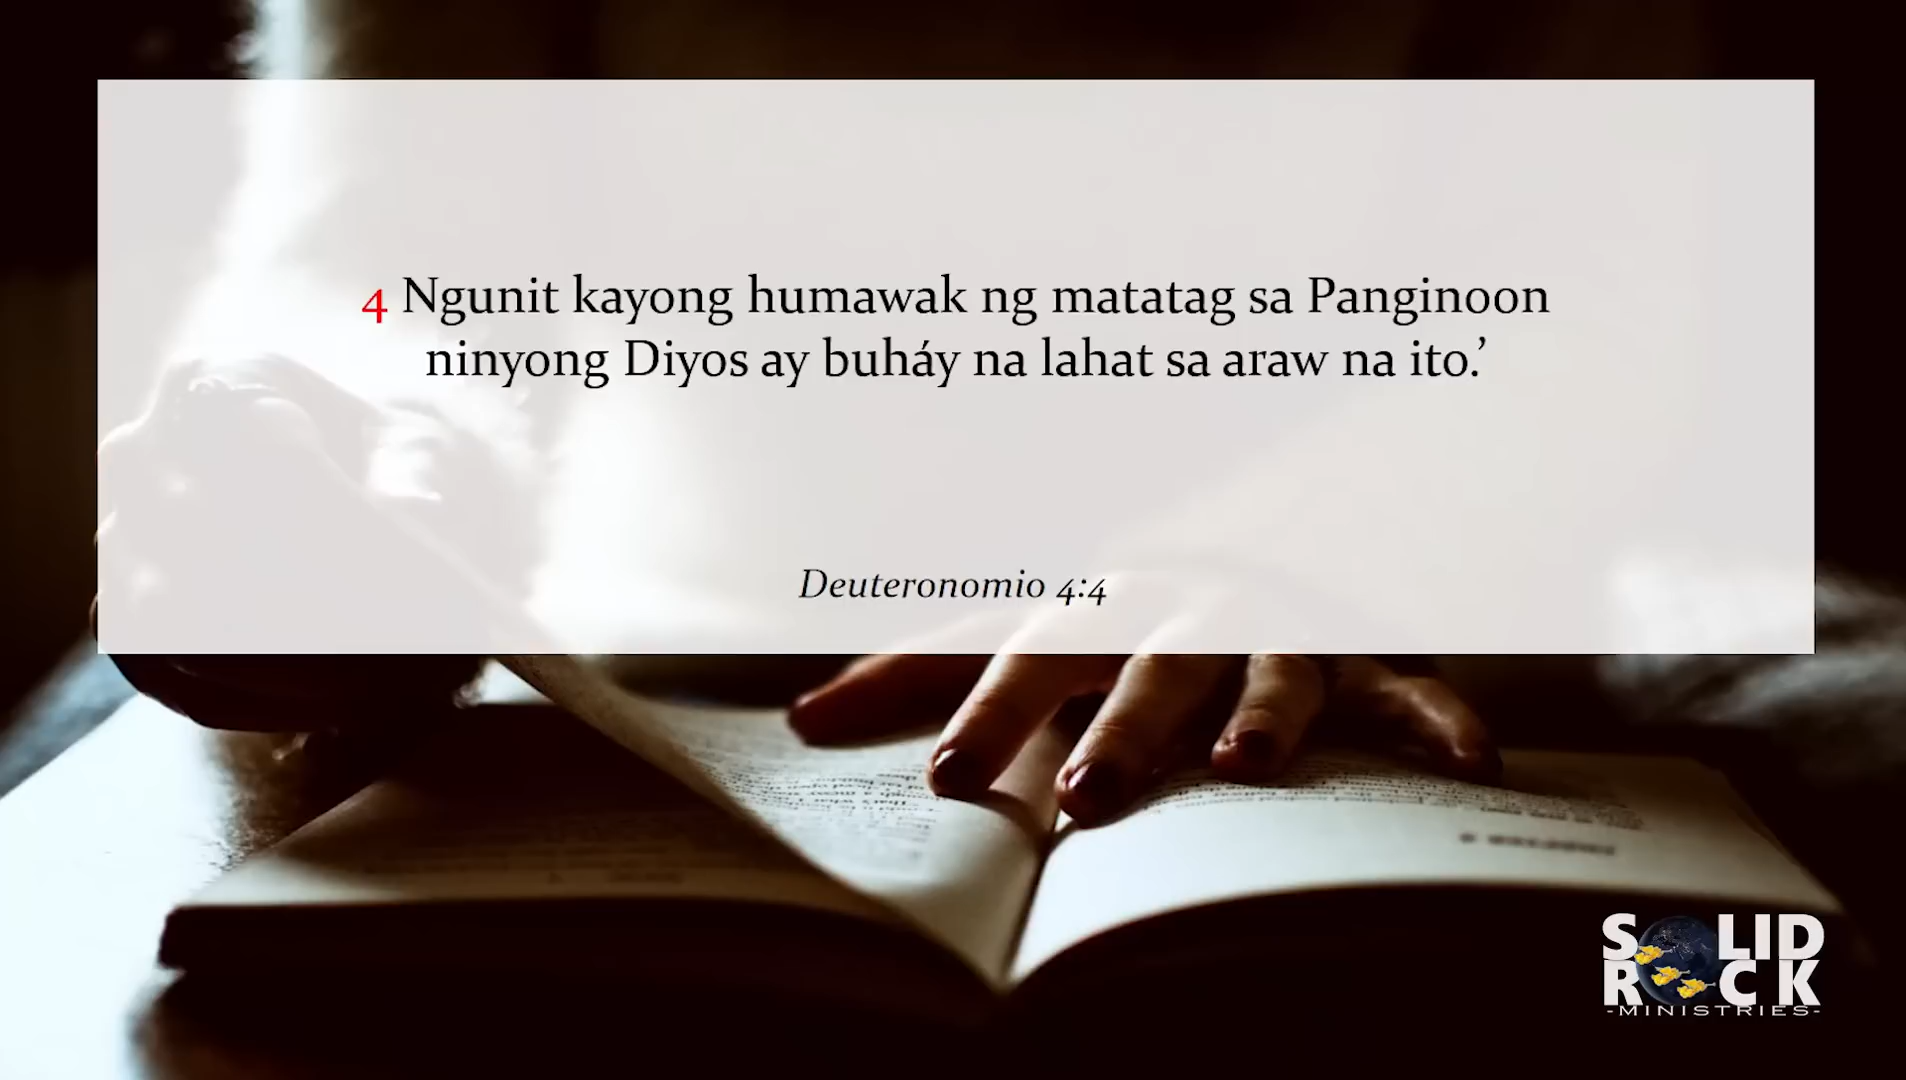 4 Ngunit kayong humawak ng matatag sa Panginoon
ninyong Diyos ay buháy na lahat sa araw na ito.’
Deuteronomio 4:4
SOLID
ROCK
-MINISTRIES-